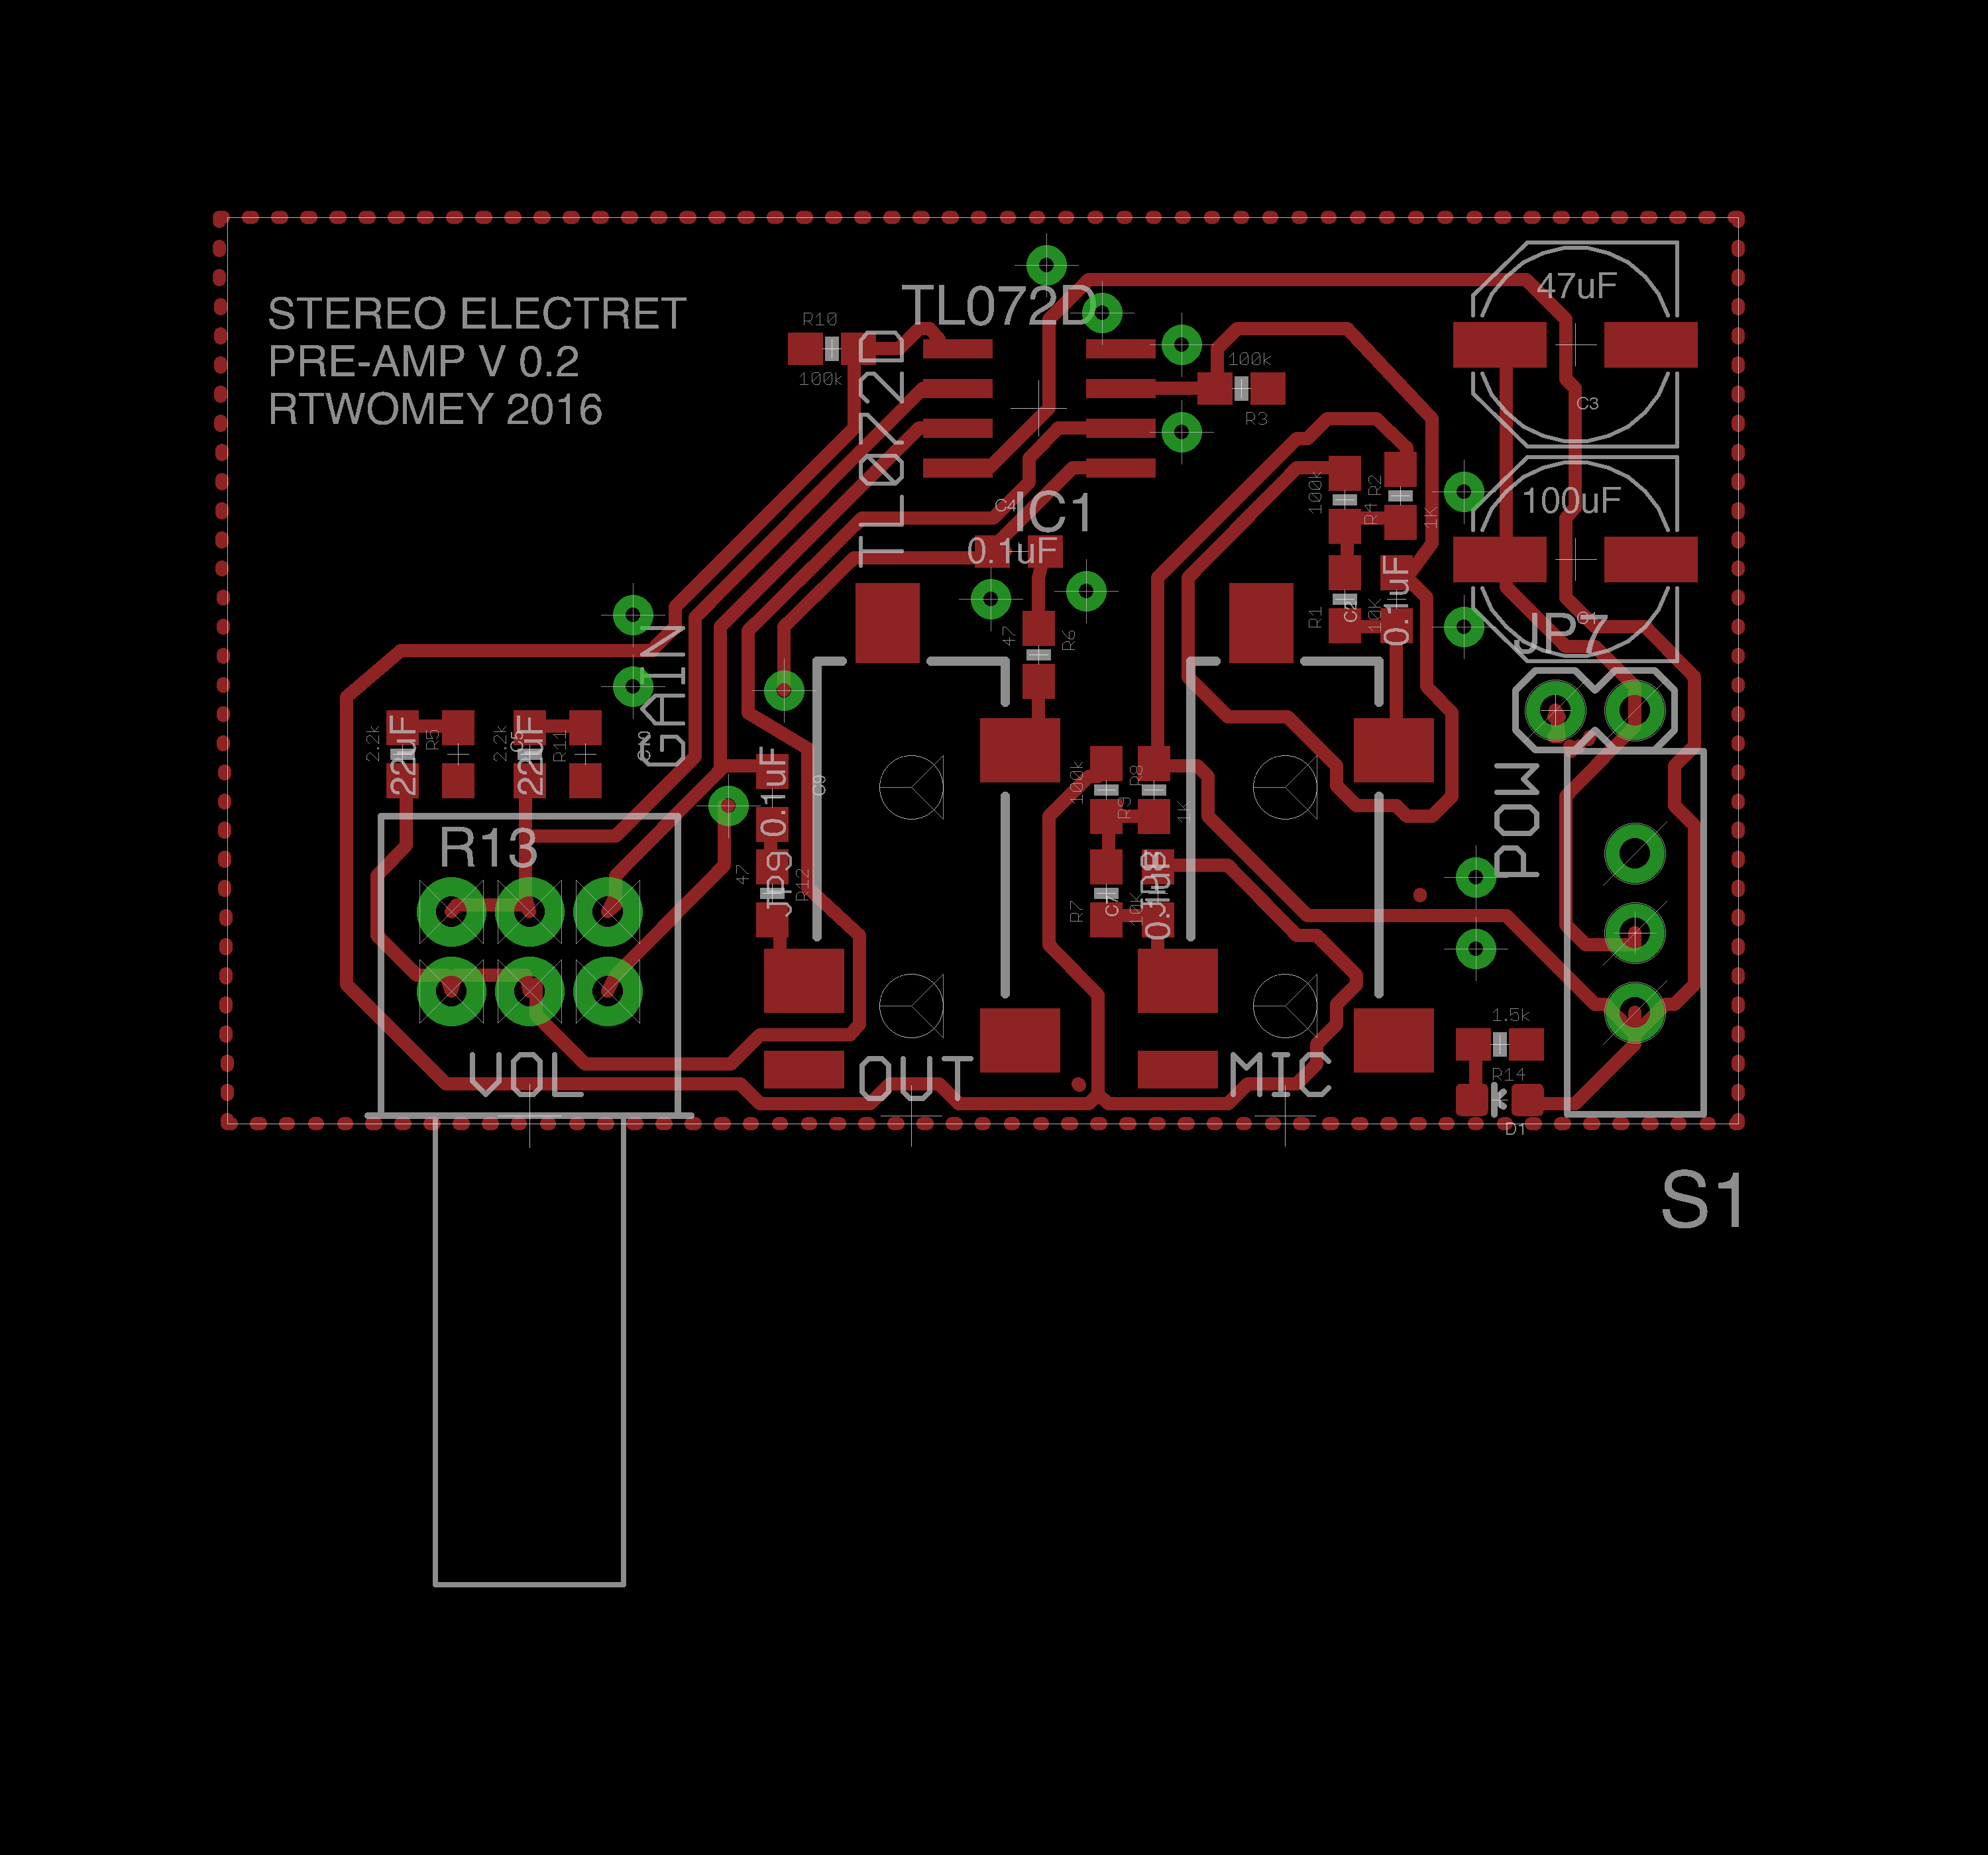 STEREO ELECTRET
PRE-AMP V 0.2
RTWOMEY 2016
TL072D
TL072D
R10
100k
100k
R3
47uF
C3
100uF
C1
JP7
C4
IC1
0.1uF
100k
R2
R4
1K
R1
C2
10K
0.1uF
47
R6
GAIN
C10
2.2k
22uF
R5
2.2k
C5
22uF
R11
0.1uF
C9
47
JP9
R12
100k
R8
R9
1K
R7
C7
10K
JP8
0.1uF
POW
R13
VOL
OUT
MIC
1.5k
R14
k
D1
S1